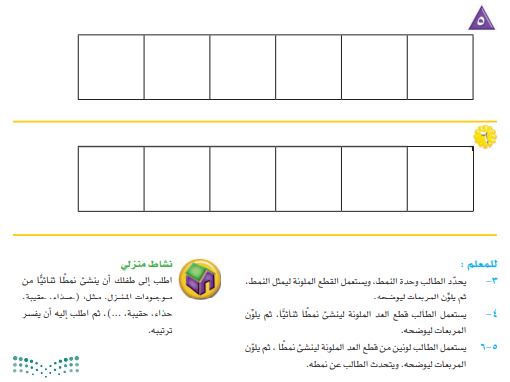 ٥
٦
للمعلم :
٣- يحدّد الطالب وحدة النمط، ويستعمل القطع الملونة ليمثل النمط،
ثم يلوّن المربعات ليوضحه.
٤- يستعمل الطالب قطع العد الملونة لينشئ نمطًا ثنائيًّا، ثم يلوّن
المربعات ليوضحه.
٥-٦ يستعمل الطالب لونين من قطع العد الملونة لينشئ نمطًا ، ثم يلوّن
المربعات ليوضحه. ويتحدث الطالب عن نمطه.
نشاط منزلي
اطلب إلى طفلك أن ينشئ نمطًا ثنائيًّا من
موجودات المنزل. مثل، (حذاء، حقيبة،
حذاء، حقيبة، ...)، ثم اطلب إليه أن يفسر
ترتيبه.